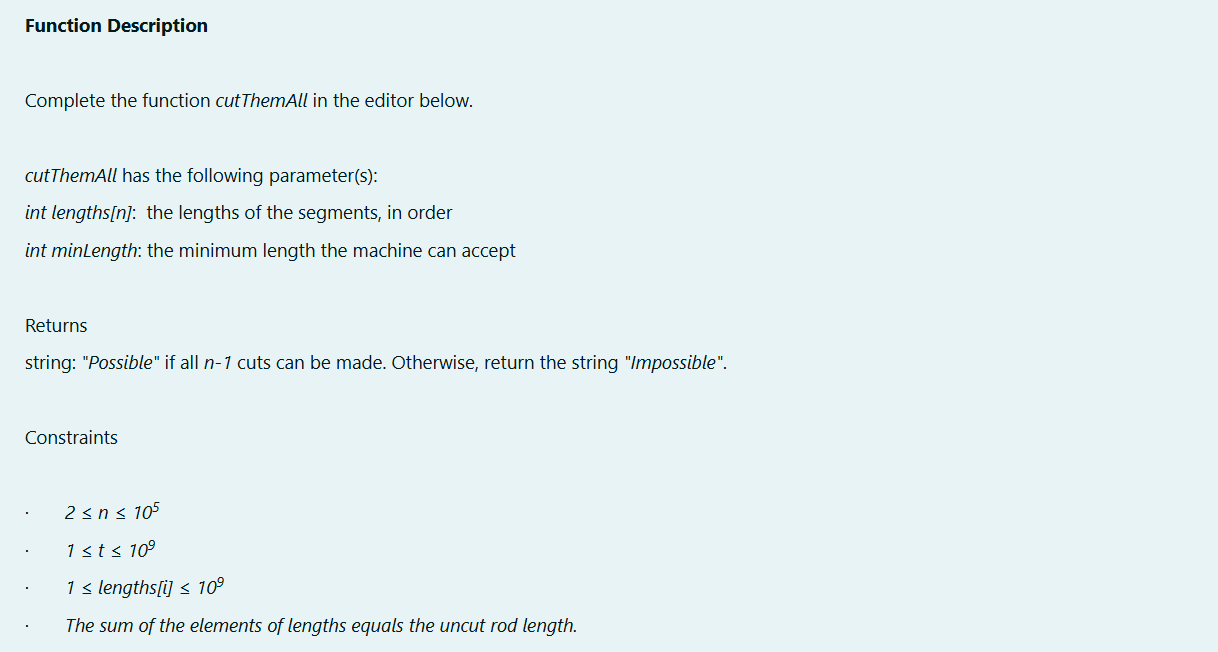 Function Description
Complete the function cutThemAll in the editor below.
cutThemAll has the following parameter(s):
int lengths[n]:  the lengths of the segments, in order
int minLength: the minimum length the machine can accept
Returns
string: "Possible" if all n-1 cuts can be made. Otherwise, return the string "Impossible".
Constraints
· 2 ≤ n ≤ 10⁵
· 1 ≤ t ≤ 10⁹
· 1 ≤ lengths[i] ≤ 10⁹
· The sum of the elements of lengths equals the uncut rod length.